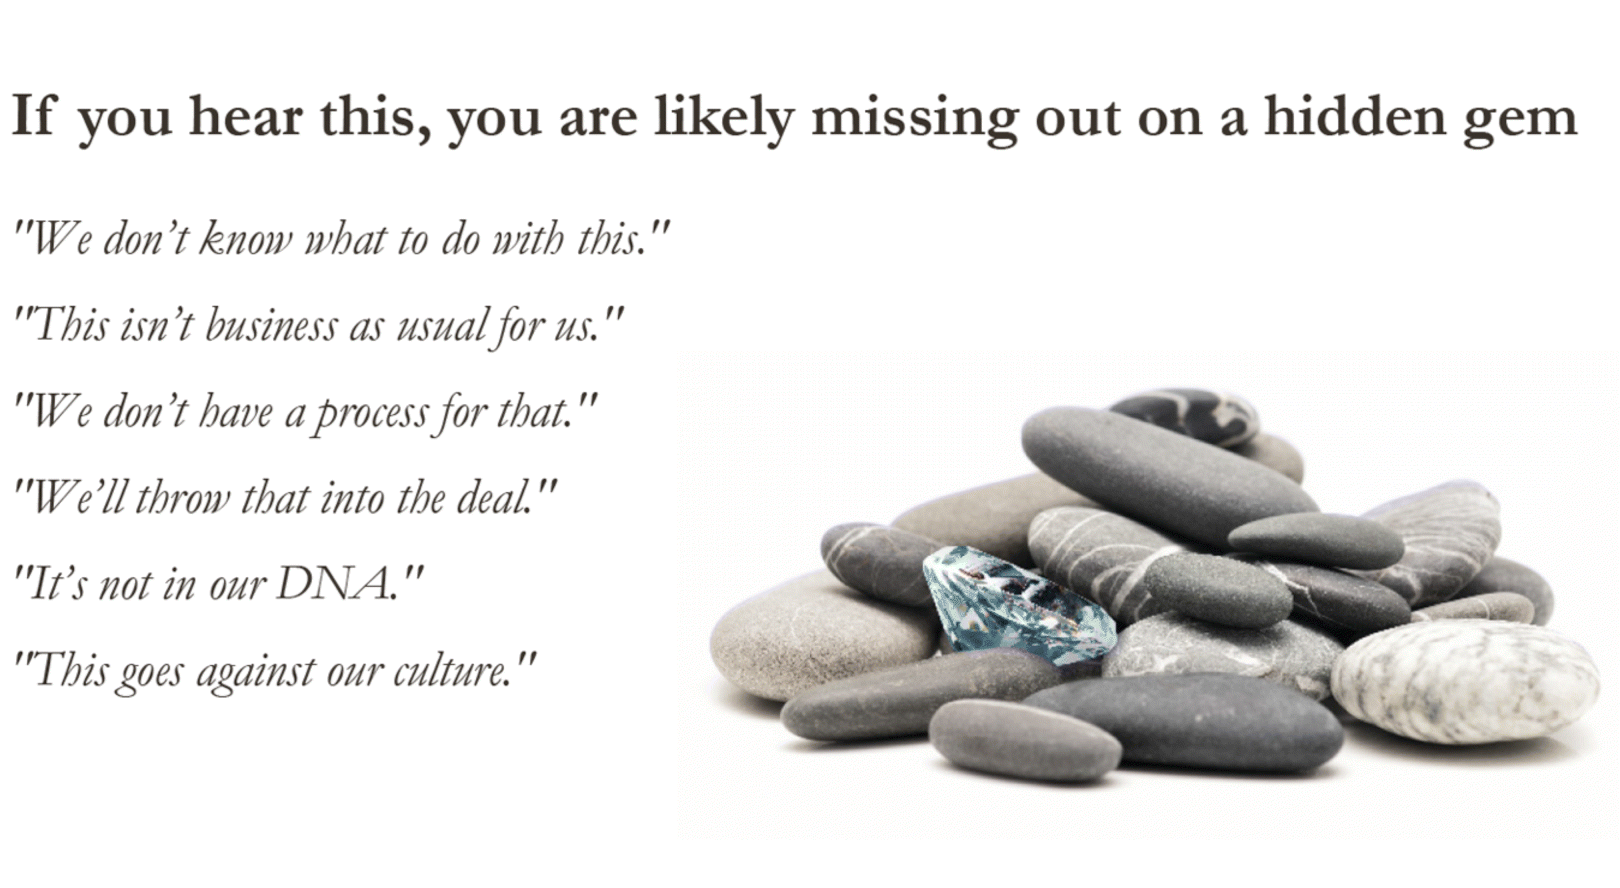 If you hear this, you are likely missing out on a hidden gem
"We don’t know what to do with this."
"This isn’t business as usual for us."
"We don’t have a process for that."
"We’ll throw that into the deal."
"It’s not in our DNA."
"This goes against our culture."